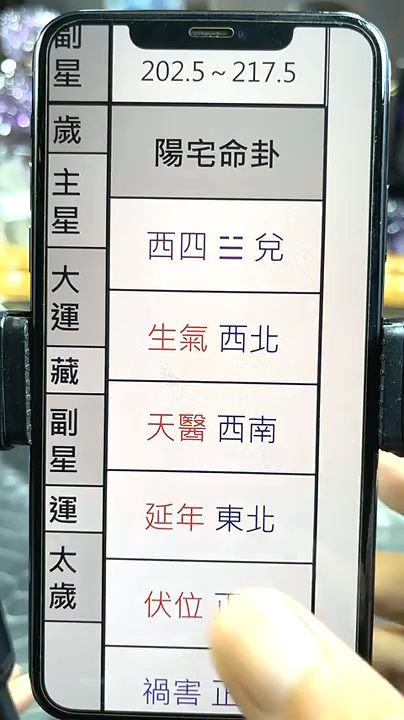 副星
202.5～217.5
歲
陽宅命卦
主星
西四 ☱ 兌
大運
生氣 西北
藏
天醫 西南
副星
運
延年 東北
太歲
伏位
禍害 正